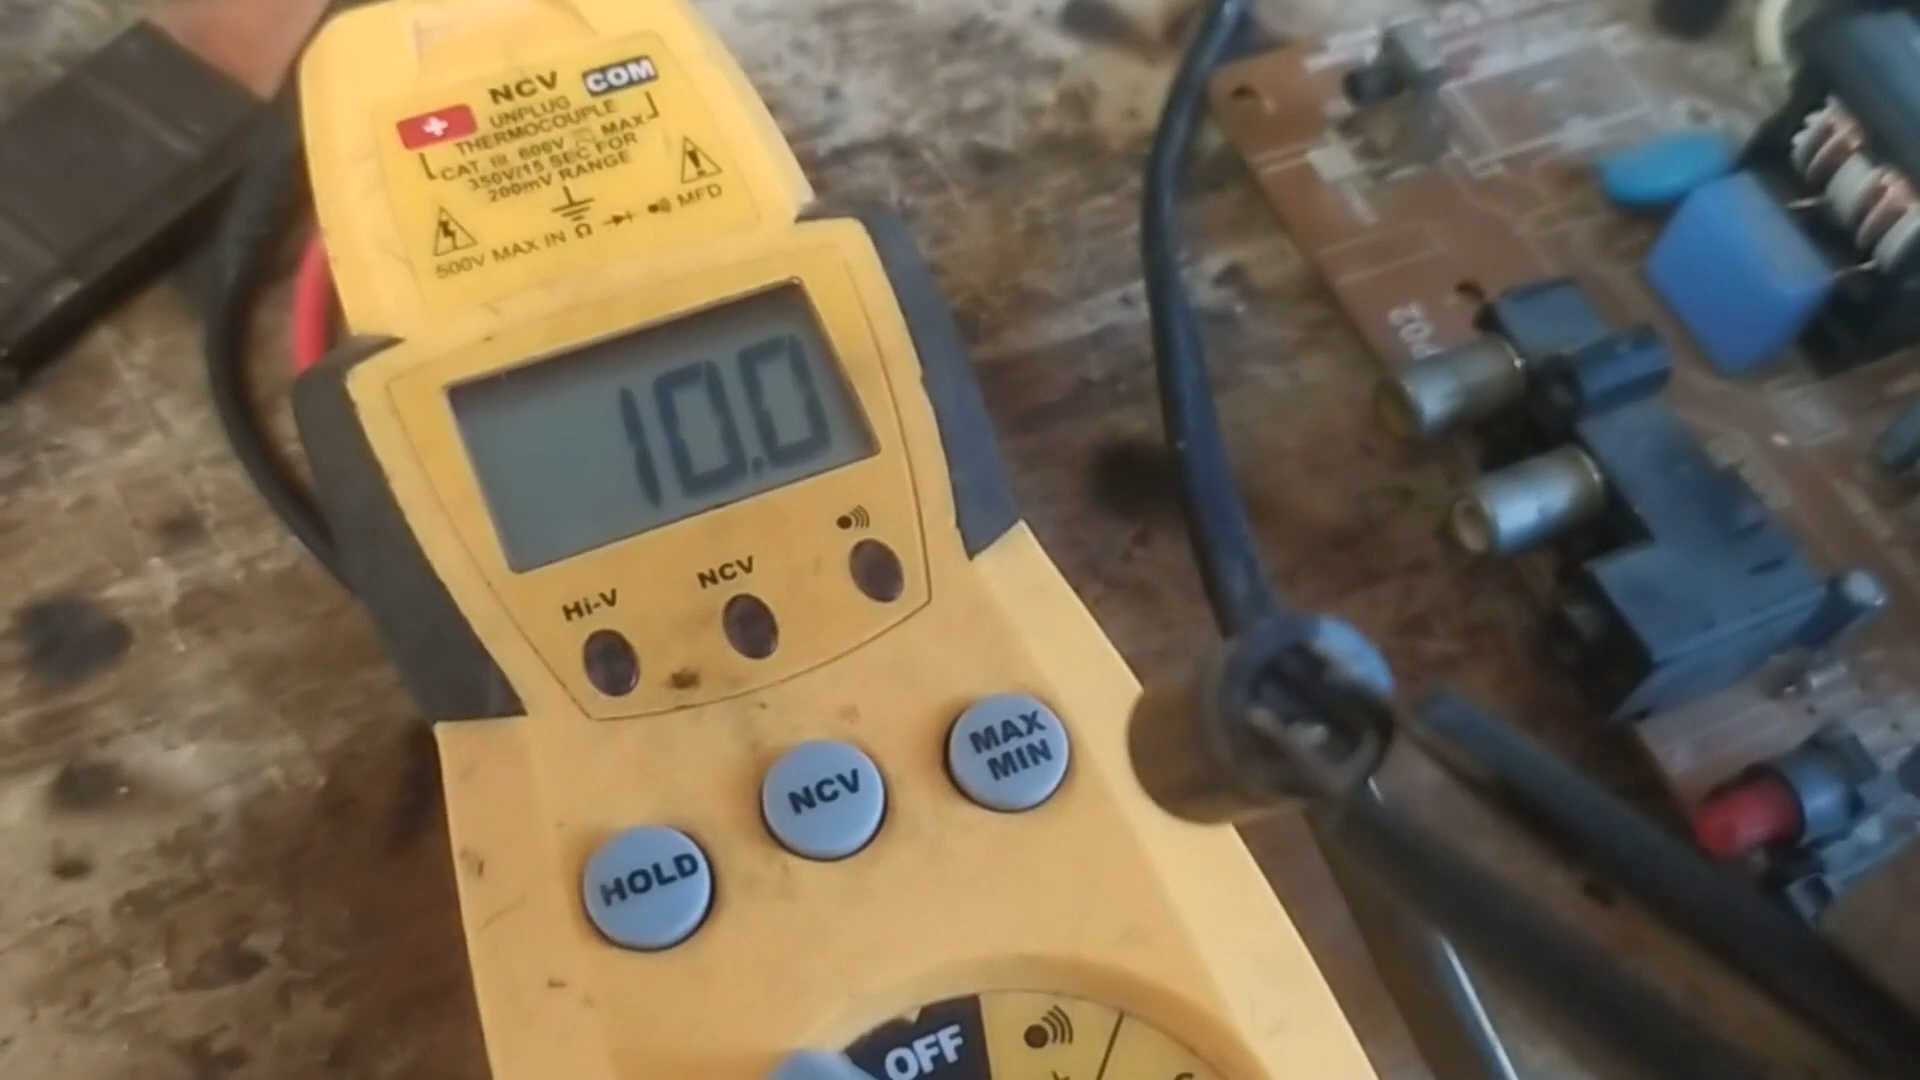 NCV COM
UNPLUG
THERMOCOUPLE
CAT III 600V MAX
350V/15 SEC FOR
200mV RANGE
500V MAX IN Ω MFD
10.0
Hi-V NCV
MAX
MIN
NCV
HOLD
OFF
P02